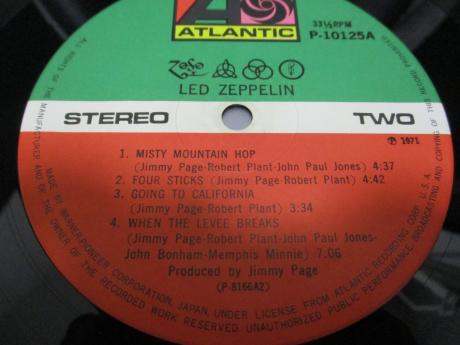 ATLANTIC
33⅓RPM
P-10125A
LED ZEPPELIN
STEREO
TWO
℗ 1971
1. MISTY MOUNTAIN HOP
(Jimmy Page-Robert Plant-John Paul Jones) 4:37
2. FOUR STICKS (Jimmy Page-Robert Plant) 4:42
3. GOING TO CALIFORNIA
(Jimmy Page-Robert Plant) 3:34
4. WHEN THE LEVEE BREAKS
(Jimmy Page-Robert Plant-John Paul Jones-
John Bonham-Memphis Minnie) 7:06
Produced by Jimmy Page
(P-8166A2)
MADE BY WARNER-PIONEER CORPORATION, JAPAN, UNDER LICENSE FROM ATLANTIC RECORDING CORP. U.S.A.
ALL RIGHTS OF THE MANUFACTURER AND OF THE OWNER OF THE RECORDED WORK RESERVED. UNAUTHORIZED PUBLIC PERFORMANCE, BROADCASTING AND COPYING OF THIS RECORD PROHIBITED